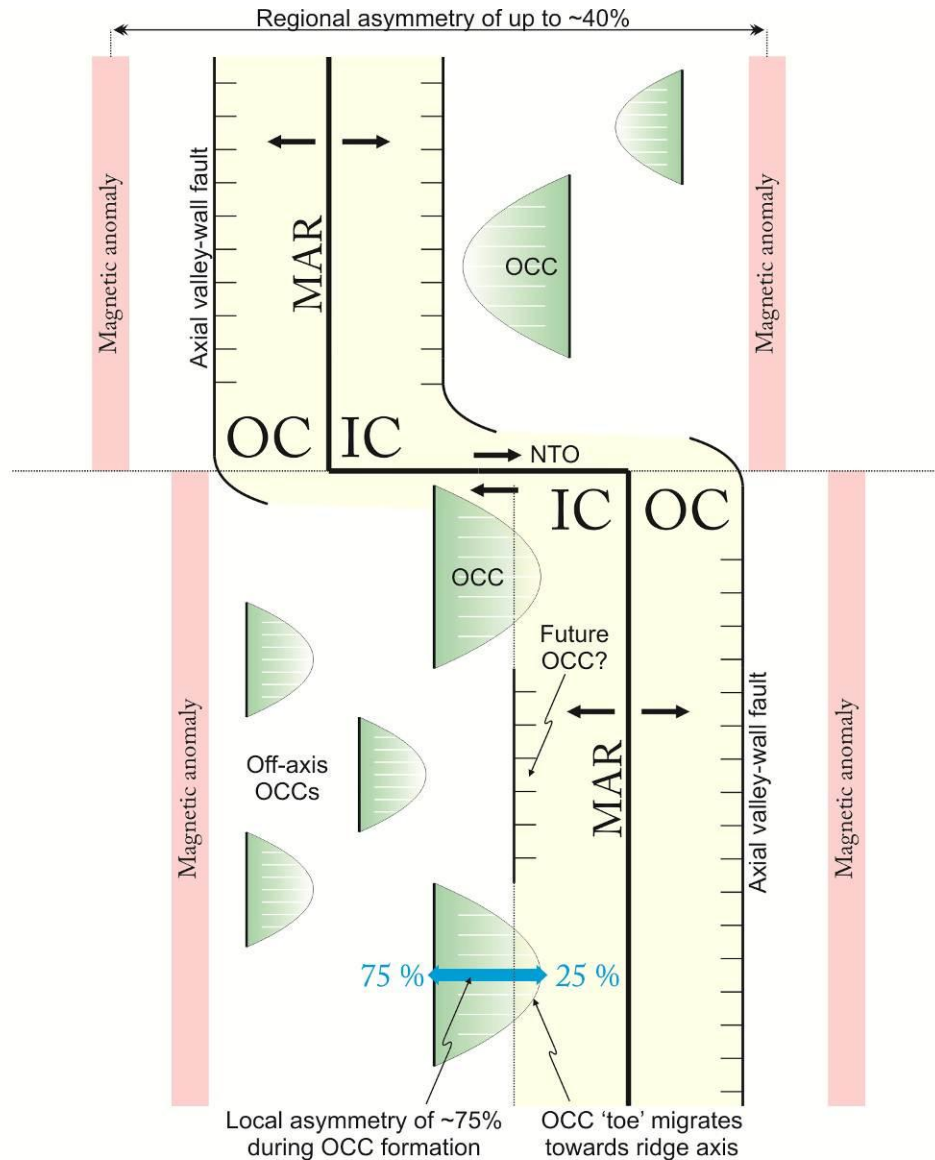 Regional asymmetry of up to ~40%
Magnetic anomaly
Axial valley-wall fault
MAR
OCC
Magnetic anomaly
OC
IC
NTO
IC
OC
OCC
Future
OCC?
Magnetic anomaly
Off-axis
OCCs
MAR
Axial valley-wall fault
Magnetic anomaly
75 %
25 %
Local asymmetry of ~75%
during OCC formation
OCC ‘toe’ migrates
towards ridge axis